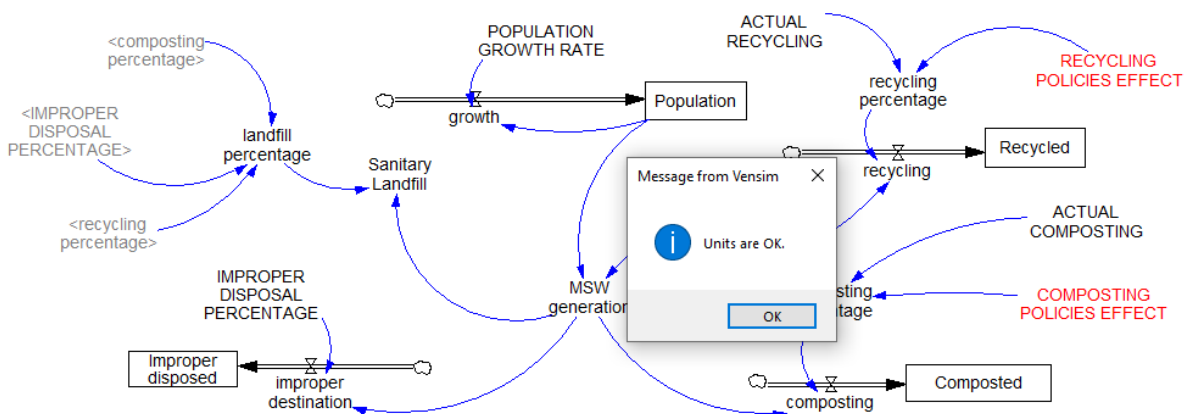 <composting
percentage>
POPULATION
GROWTH RATE
ACTUAL
RECYCLING
RECYCLING
POLICIES EFFECT
recycling
percentage
<IMPROPER
DISPOSAL
PERCENTAGE>
landfill
percentage
growth
Population
Sanitary
Landfill
Message from Vensim
recycling
Recycled
<recycling
percentage>
Units are OK.
ACTUAL
COMPOSTING
IMPROPER
DISPOSAL
PERCENTAGE
MSW
generation
OK
COMPOSTING
POLICIES EFFECT
Improper
disposed
improper
destination
composting
Composted